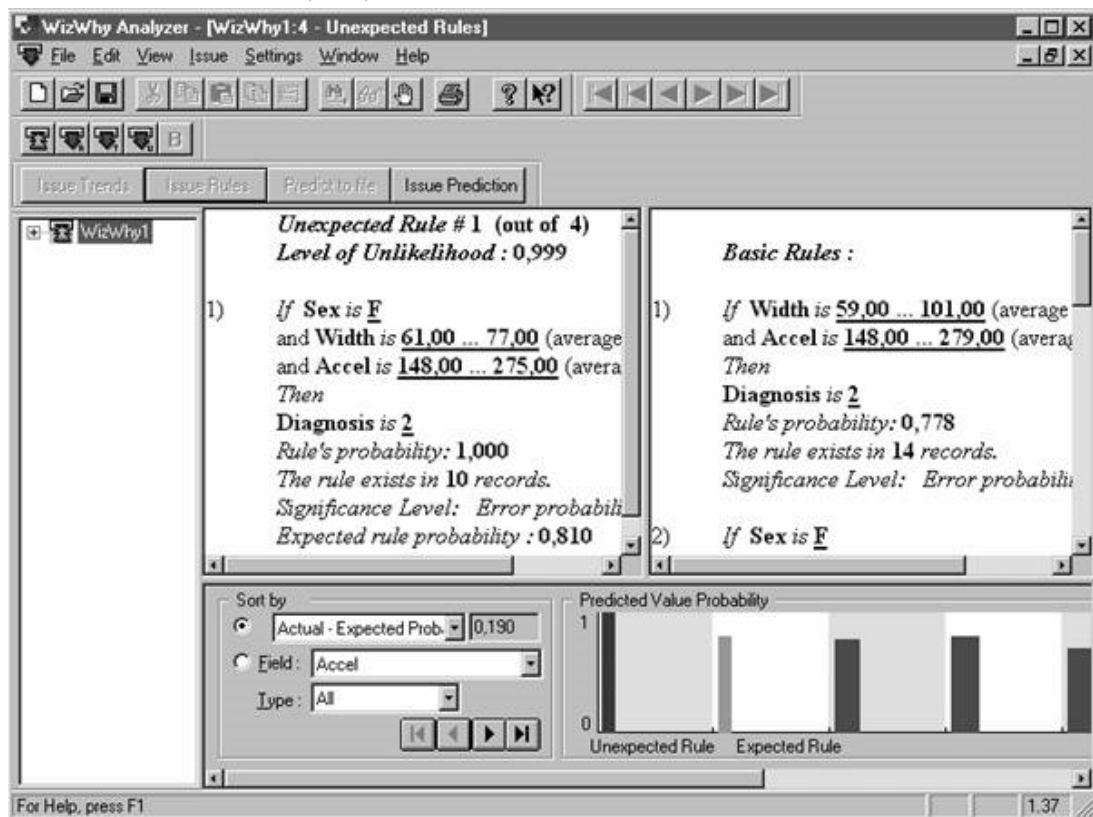 WizWhy Analyzer - [WizWhy1:4 - Unexpected Rules]
File Edit View Issue Settings Window Help
B
Issue Trends Issue Rules Predict to file Issue Prediction
WizWhy1
Unexpected Rule # 1 (out of 4)
Level of Unlikelihood : 0,999
1) If Sex is F
and Width is 61,00 ... 77,00 (average
and Accel is 148,00 ... 275,00 (avera
Then
Diagnosis is 2
Rule's probability: 1,000
The rule exists in 10 records.
Significance Level: Error probabili
Expected rule probability : 0,810
Basic Rules :
1) If Width is 59,00 ... 101,00 (average
and Accel is 148,00 ... 279,00 (averag
Then
Diagnosis is 2
Rule's probability: 0,778
The rule exists in 14 records.
Significance Level: Error probabili
2) If Sex is F
Sort by
Actual - Expected Prob. 0,190
Field : Accel
Type : All
Predicted Value Probability
1
0
Unexpected Rule Expected Rule
For Help, press F1
1.37